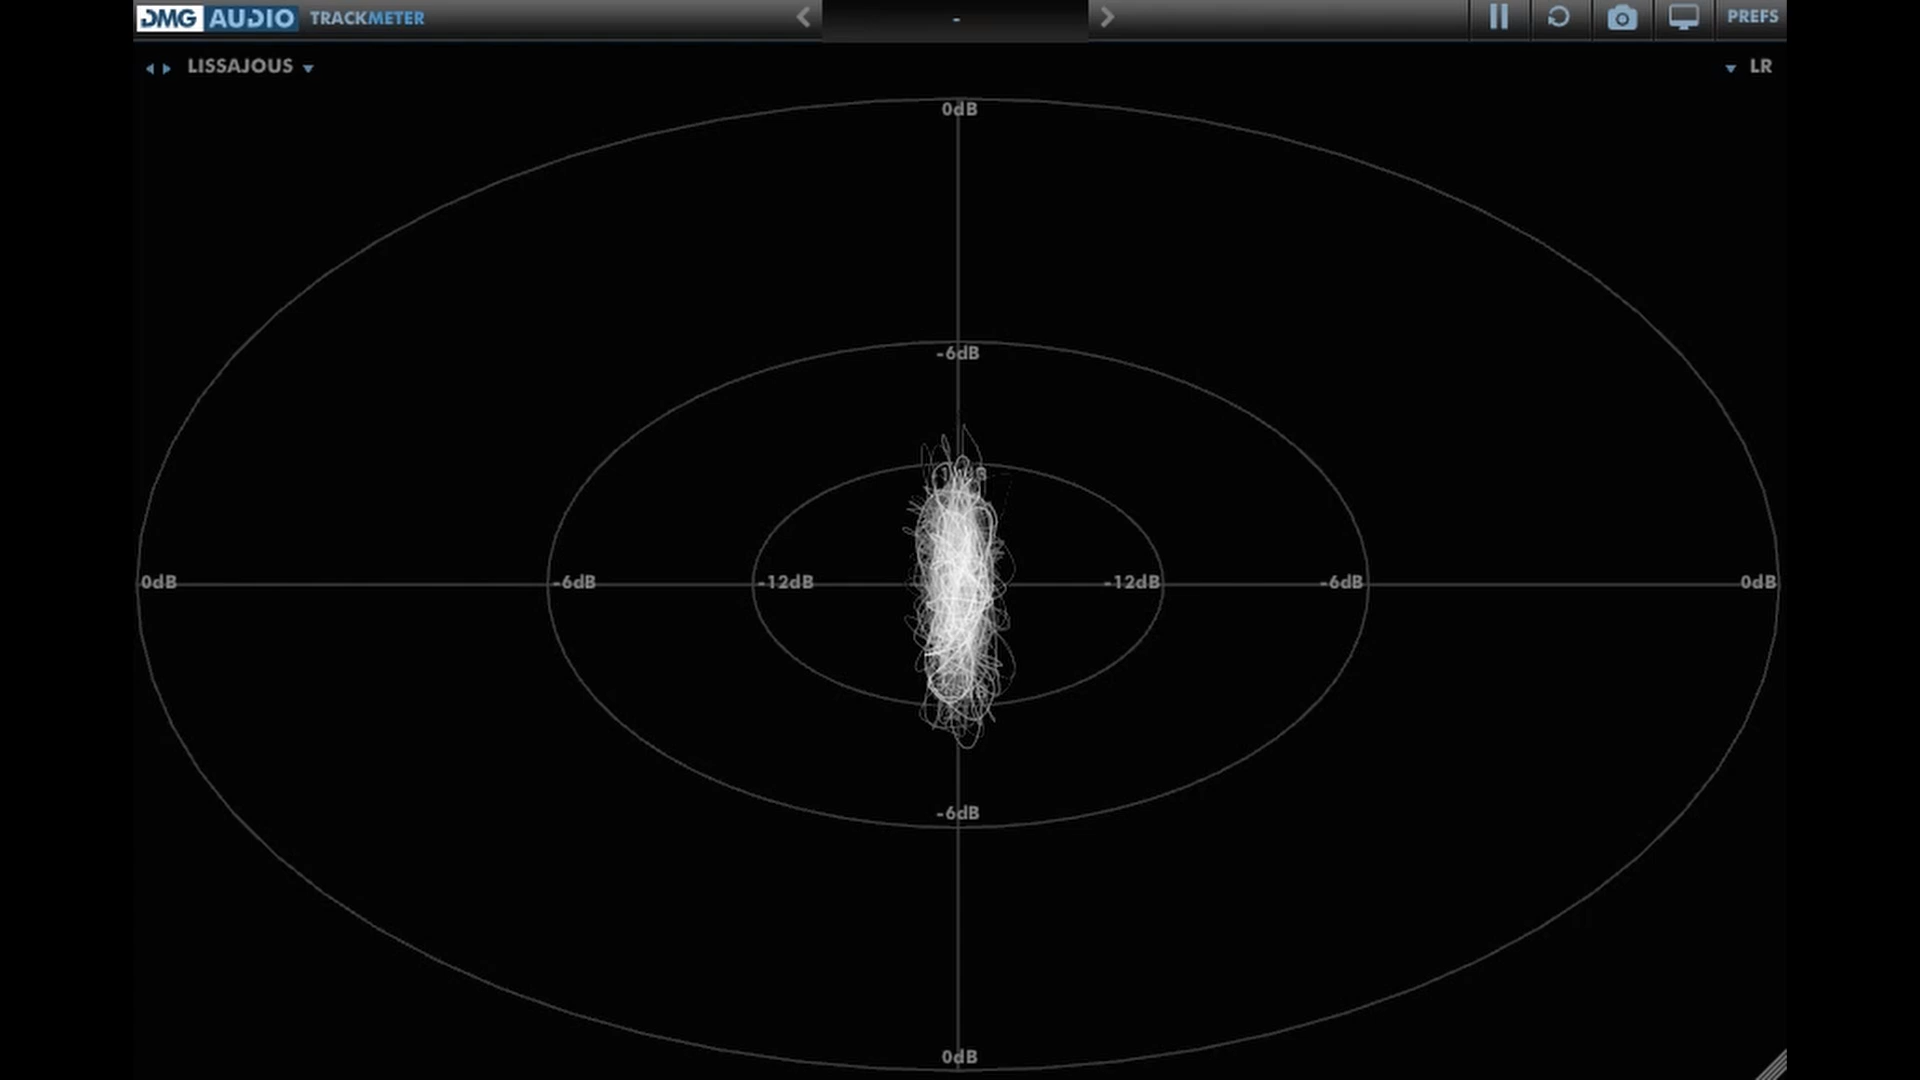 DMG AUDIO TRACKMETER - PREFS
LISSAJOUS LR
0dB
-6dB
0dB -6dB -12dB -12dB -6dB 0dB
-6dB
0dB